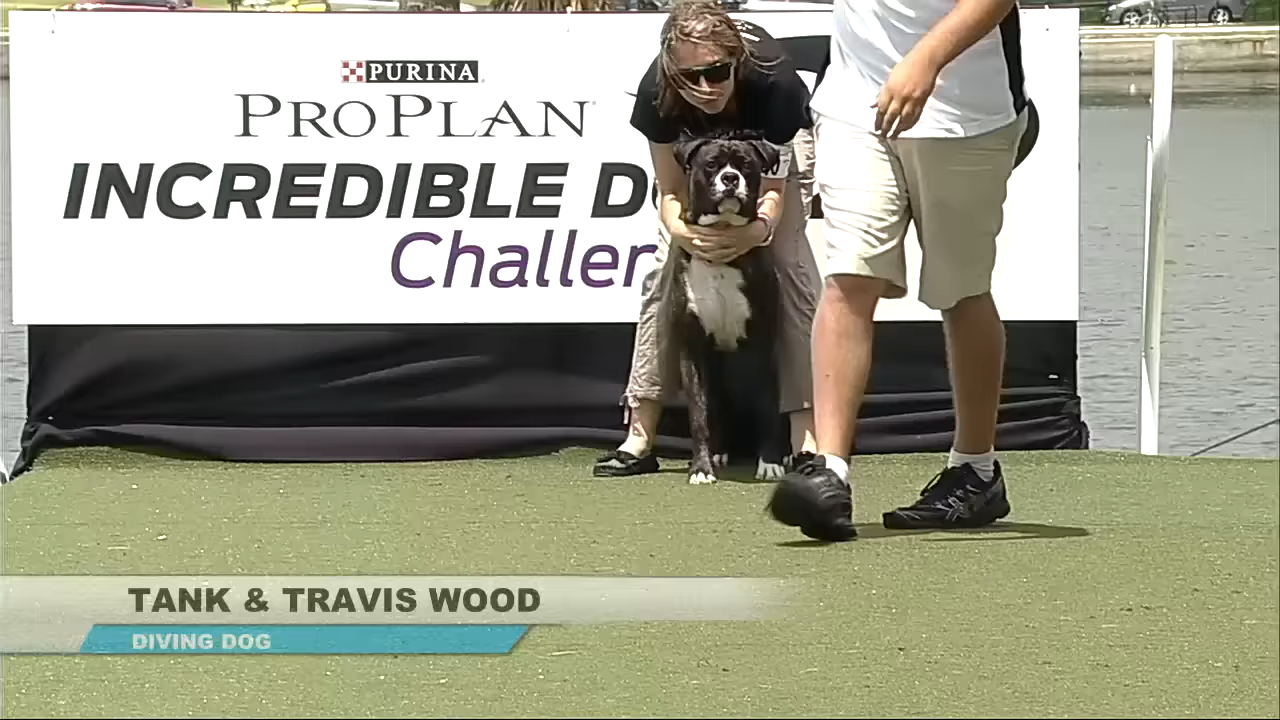 PURINA
PROPLAN
INCREDIBLE D
Challen
TANK & TRAVIS WOOD
DIVING DOG